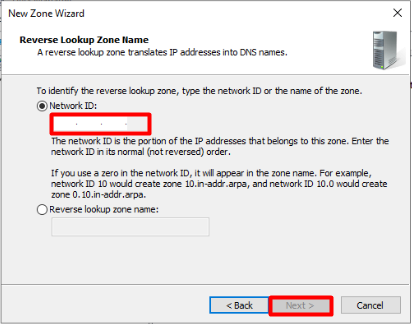 New Zone Wizard
Reverse Lookup Zone Name
A reverse lookup zone translates IP addresses into DNS names.
To identify the reverse lookup zone, type the network ID or the name of the zone.
Network ID:
. . .
The network ID is the portion of the IP addresses that belongs to this zone. Enter the
network ID in its normal (not reversed) order.
If you use a zero in the network ID, it will appear in the zone name. For example,
network ID 10 would create zone 10.in-addr.arpa, and network ID 10.0 would create
zone 0.10.in-addr.arpa.
Reverse lookup zone name:
< Back Next > Cancel